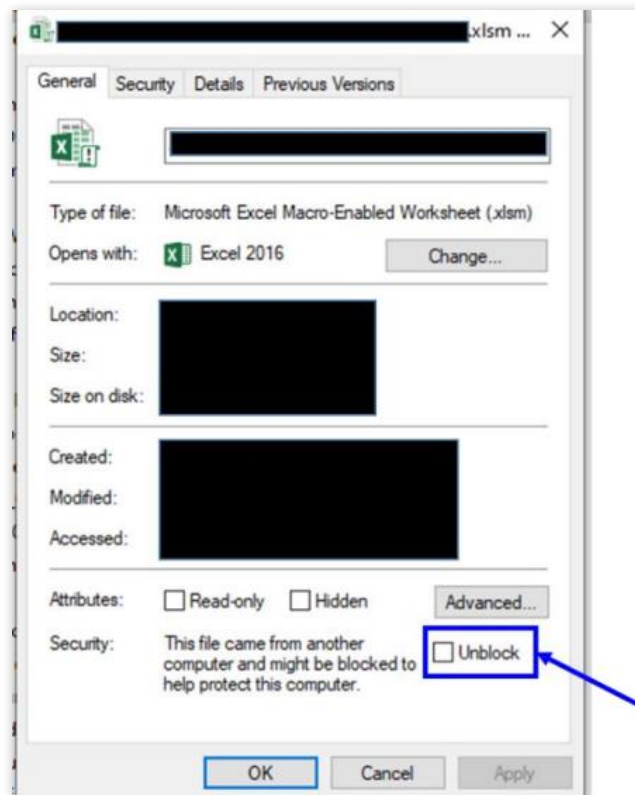 .xlsm ...
General Security Details Previous Versions
Type of file: Microsoft Excel Macro-Enabled Worksheet (.xlsm)
Opens with: Excel 2016 Change...
Location:
Size:
Size on disk:
Created:
Modified:
Accessed:
Attributes: Read-only Hidden Advanced...
Security: This file came from another
computer and might be blocked to
help protect this computer.
Unblock
OK Cancel Apply